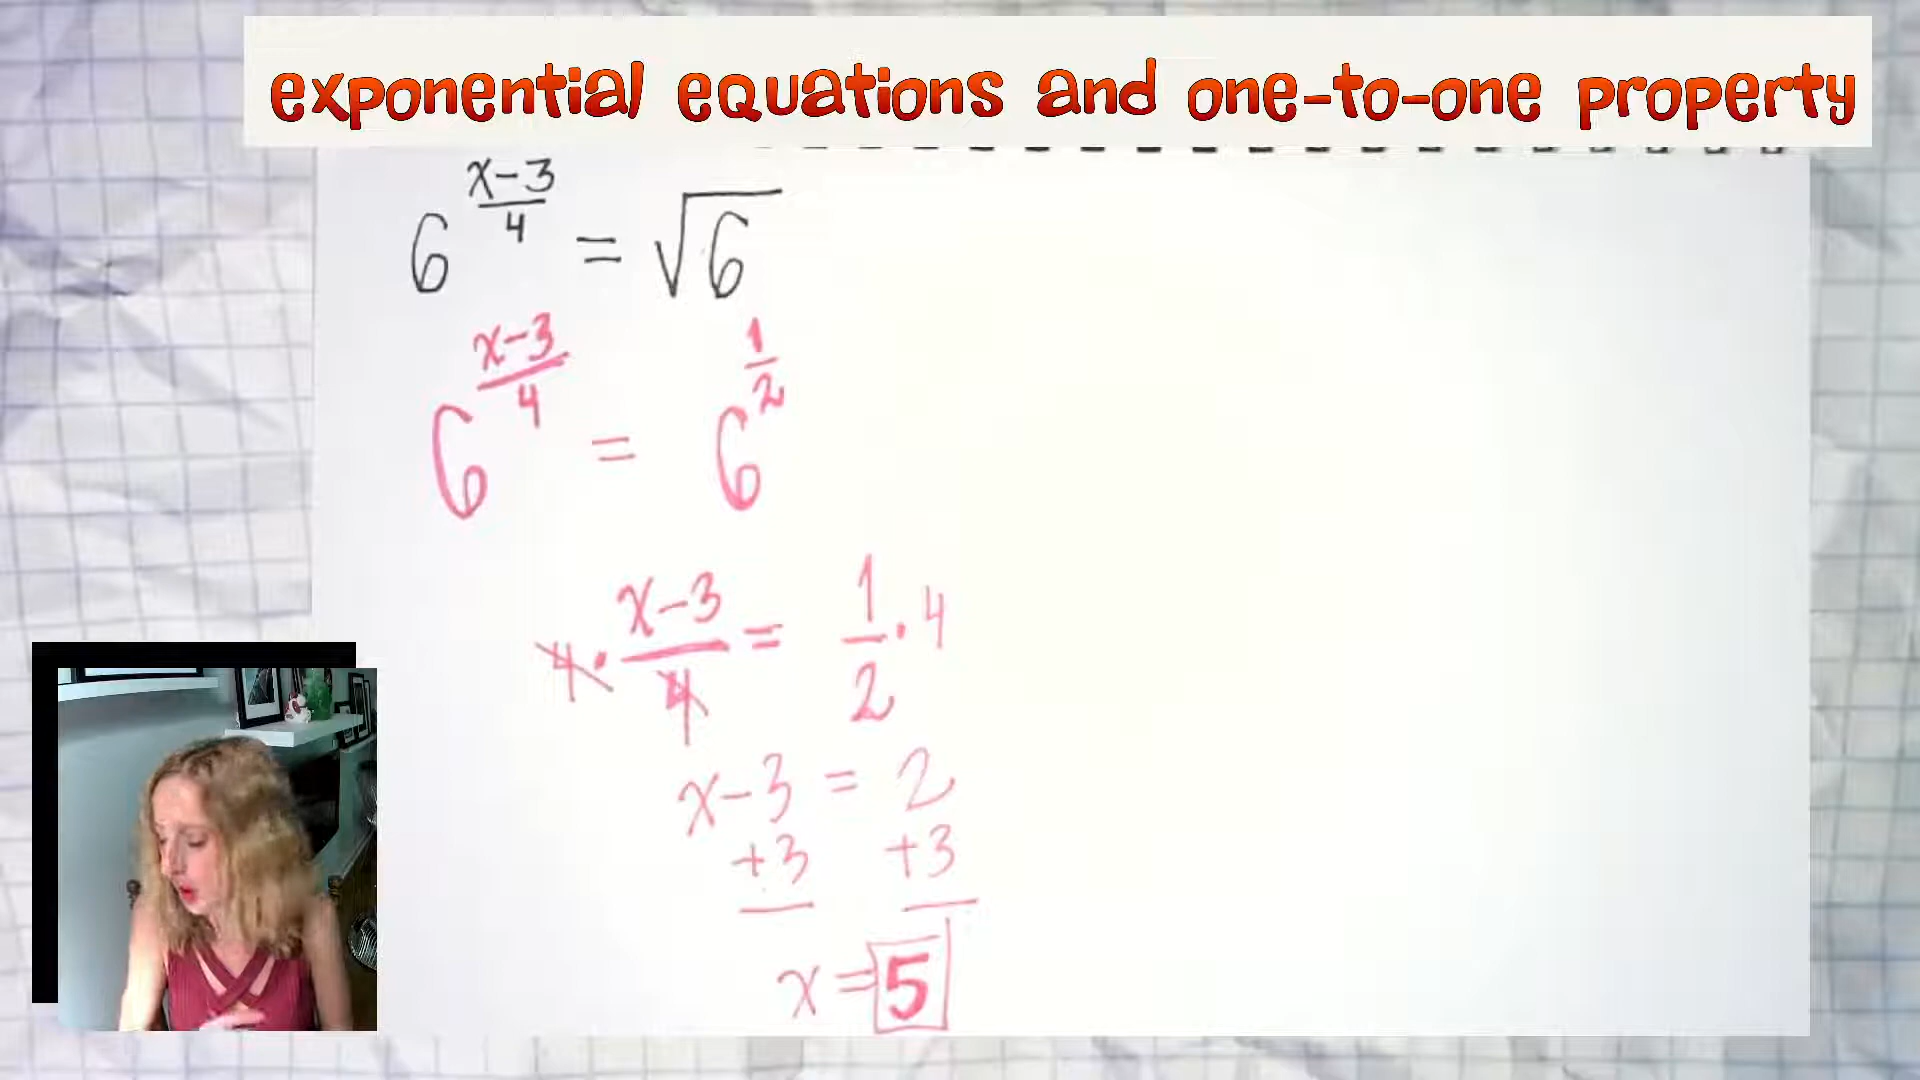 exponential equations and one-to-one property
6^((x-3)/4) = √6
6^((x-3)/4) = 6^(1/2)
4 · (x-3)/4 = 1/2 · 4
x-3 = 2
+3 +3
x = 5